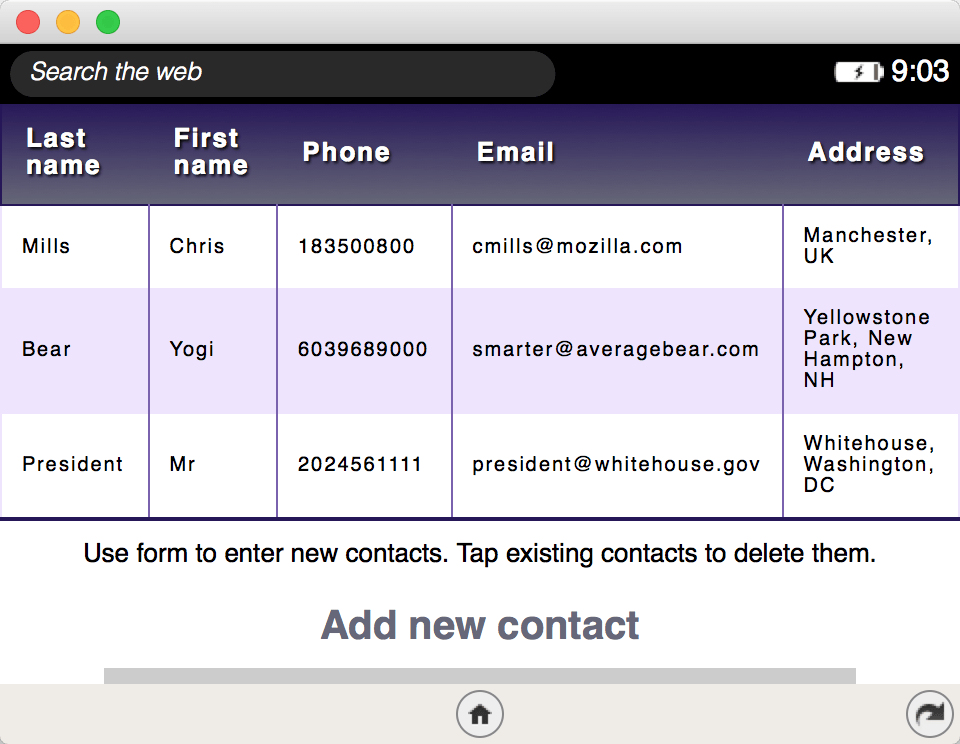 Search the web
9:03
Last name First name Phone Email Address
Mills Chris 183500800 cmills@mozilla.com Manchester, UK
Bear Yogi 6039689000 smarter@averagebear.com Yellowstone Park, New Hampton, NH
President Mr 2024561111 president@whitehouse.gov Whitehouse, Washington, DC
Use form to enter new contacts. Tap existing contacts to delete them.
Add new contact